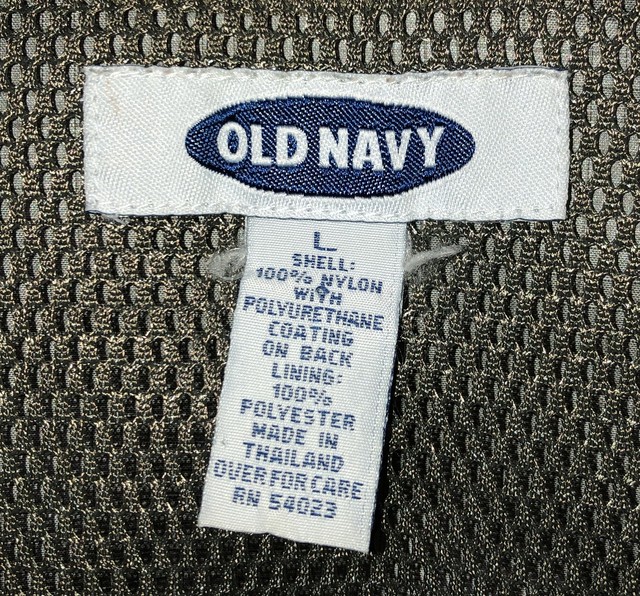 OLD NAVY
L
SHELL:
100% NYLON
WITH
POLYURETHANE
COATING
ON BACK
LINING:
100%
POLYESTER
MADE IN
THAILAND
OVER FOR CARE
RN 54023